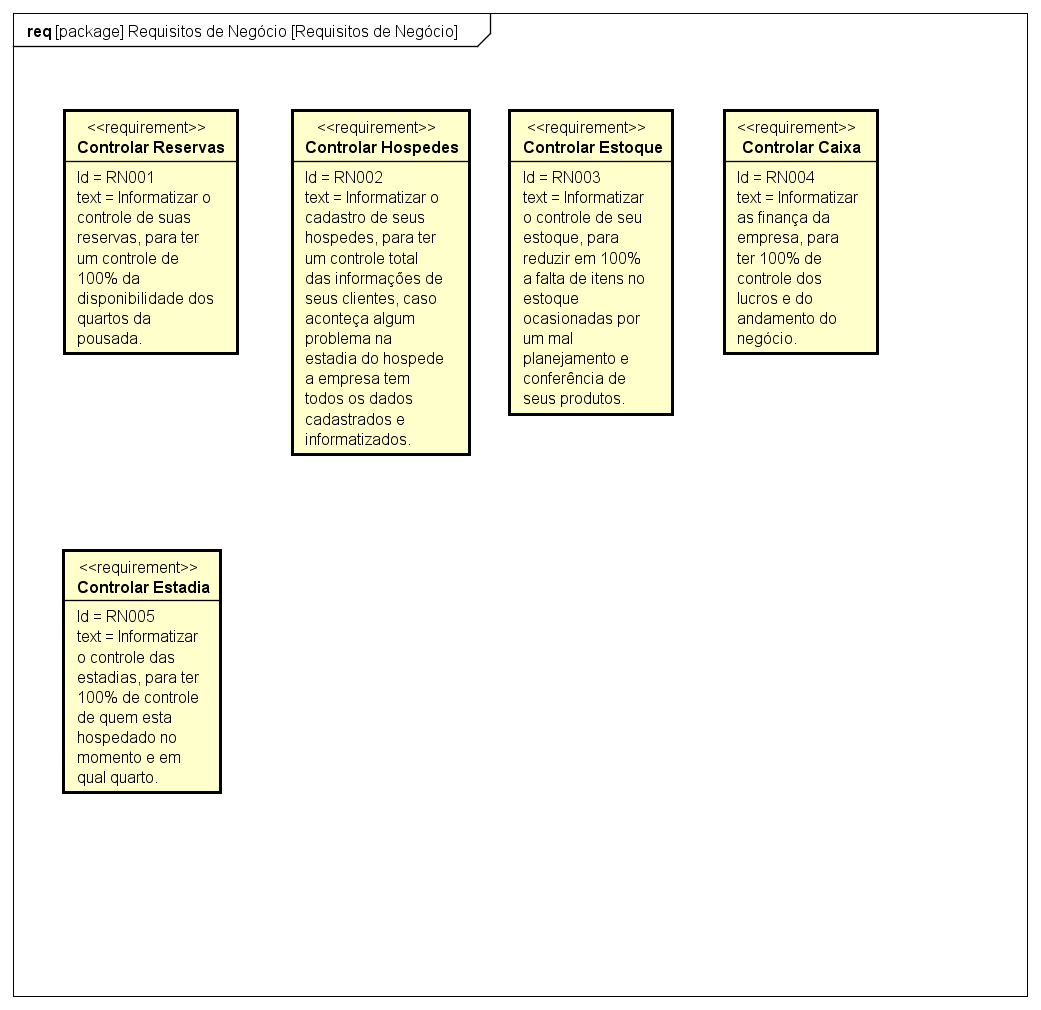 req [package] Requisitos de Negócio [Requisitos de Negócio]
<<requirement>>
Controlar Reservas
Id = RN001
text = Informatizar o
controle de suas
reservas, para ter
um controle de
100% da
disponibilidade dos
quartos da
pousada.
<<requirement>>
Controlar Hospedes
Id = RN002
text = Informatizar o
cadastro de seus
hospedes, para ter
um controle total
das informações de
seus clientes, caso
aconteça algum
problema na
estadia do hospede
a empresa tem
todos os dados
cadastrados e
informatizados.
<<requirement>>
Controlar Estoque
Id = RN003
text = Informatizar
o controle de seu
estoque, para
reduzir em 100%
a falta de itens no
estoque
ocasionadas por
um mal
planejamento e
conferência de
seus produtos.
<<requirement>>
Controlar Caixa
Id = RN004
text = Informatizar
as finança da
empresa, para
ter 100% de
controle dos
lucros e do
andamento do
negócio.
<<requirement>>
Controlar Estadia
Id = RN005
text = Informatizar
o controle das
estadias, para ter
100% de controle
de quem esta
hospedado no
momento e em
qual quarto.